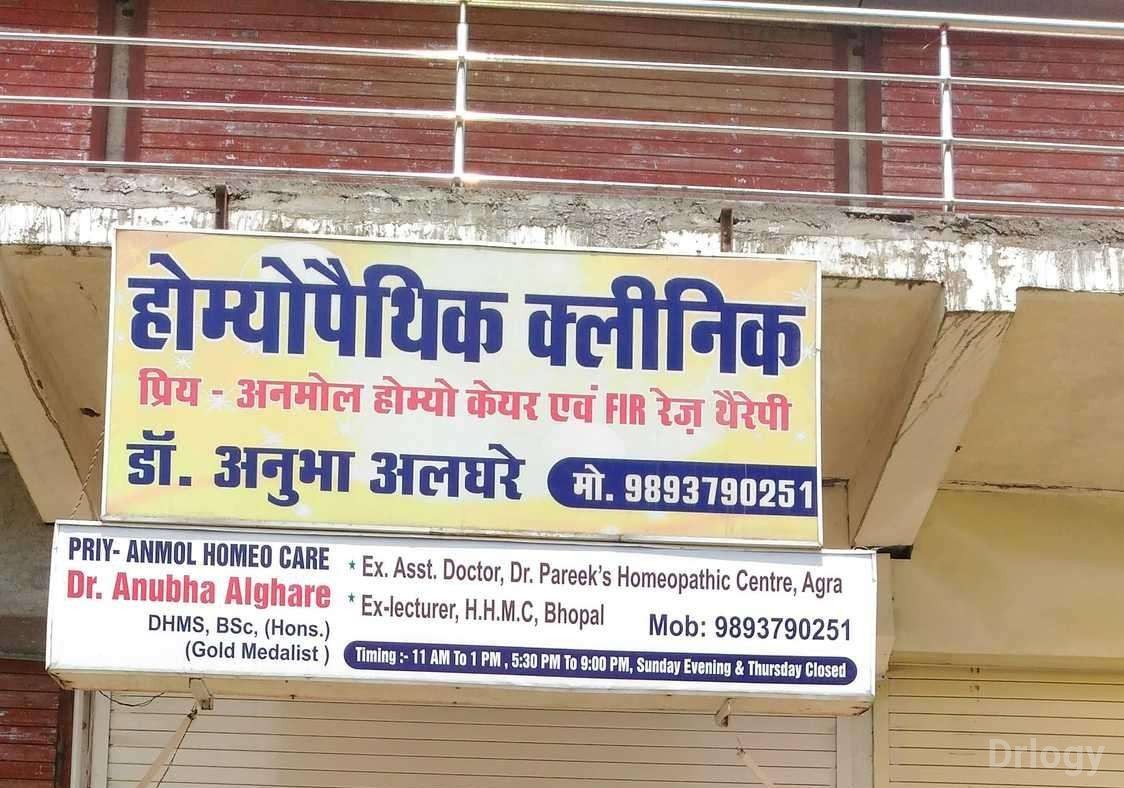 होम्योपैथिक क्लीनिक
प्रिय - अनमोल होम्यो केयर एवं FIR रेज़ थैरेपी
डॉ. अनुभा अलघरे मो. 9893790251
PRIY- ANMOL HOMEO CARE
Dr. Anubha Alghare
DHMS, BSc, (Hons.)
(Gold Medalist )
* Ex. Asst. Doctor, Dr. Pareek's Homeopathic Centre, Agra
* Ex-lecturer, H.H.M.C, Bhopal
Mob: 9893790251
Timing :- 11 AM To 1 PM , 5:30 PM To 9:00 PM, Sunday Evening & Thursday Closed
Drlogy